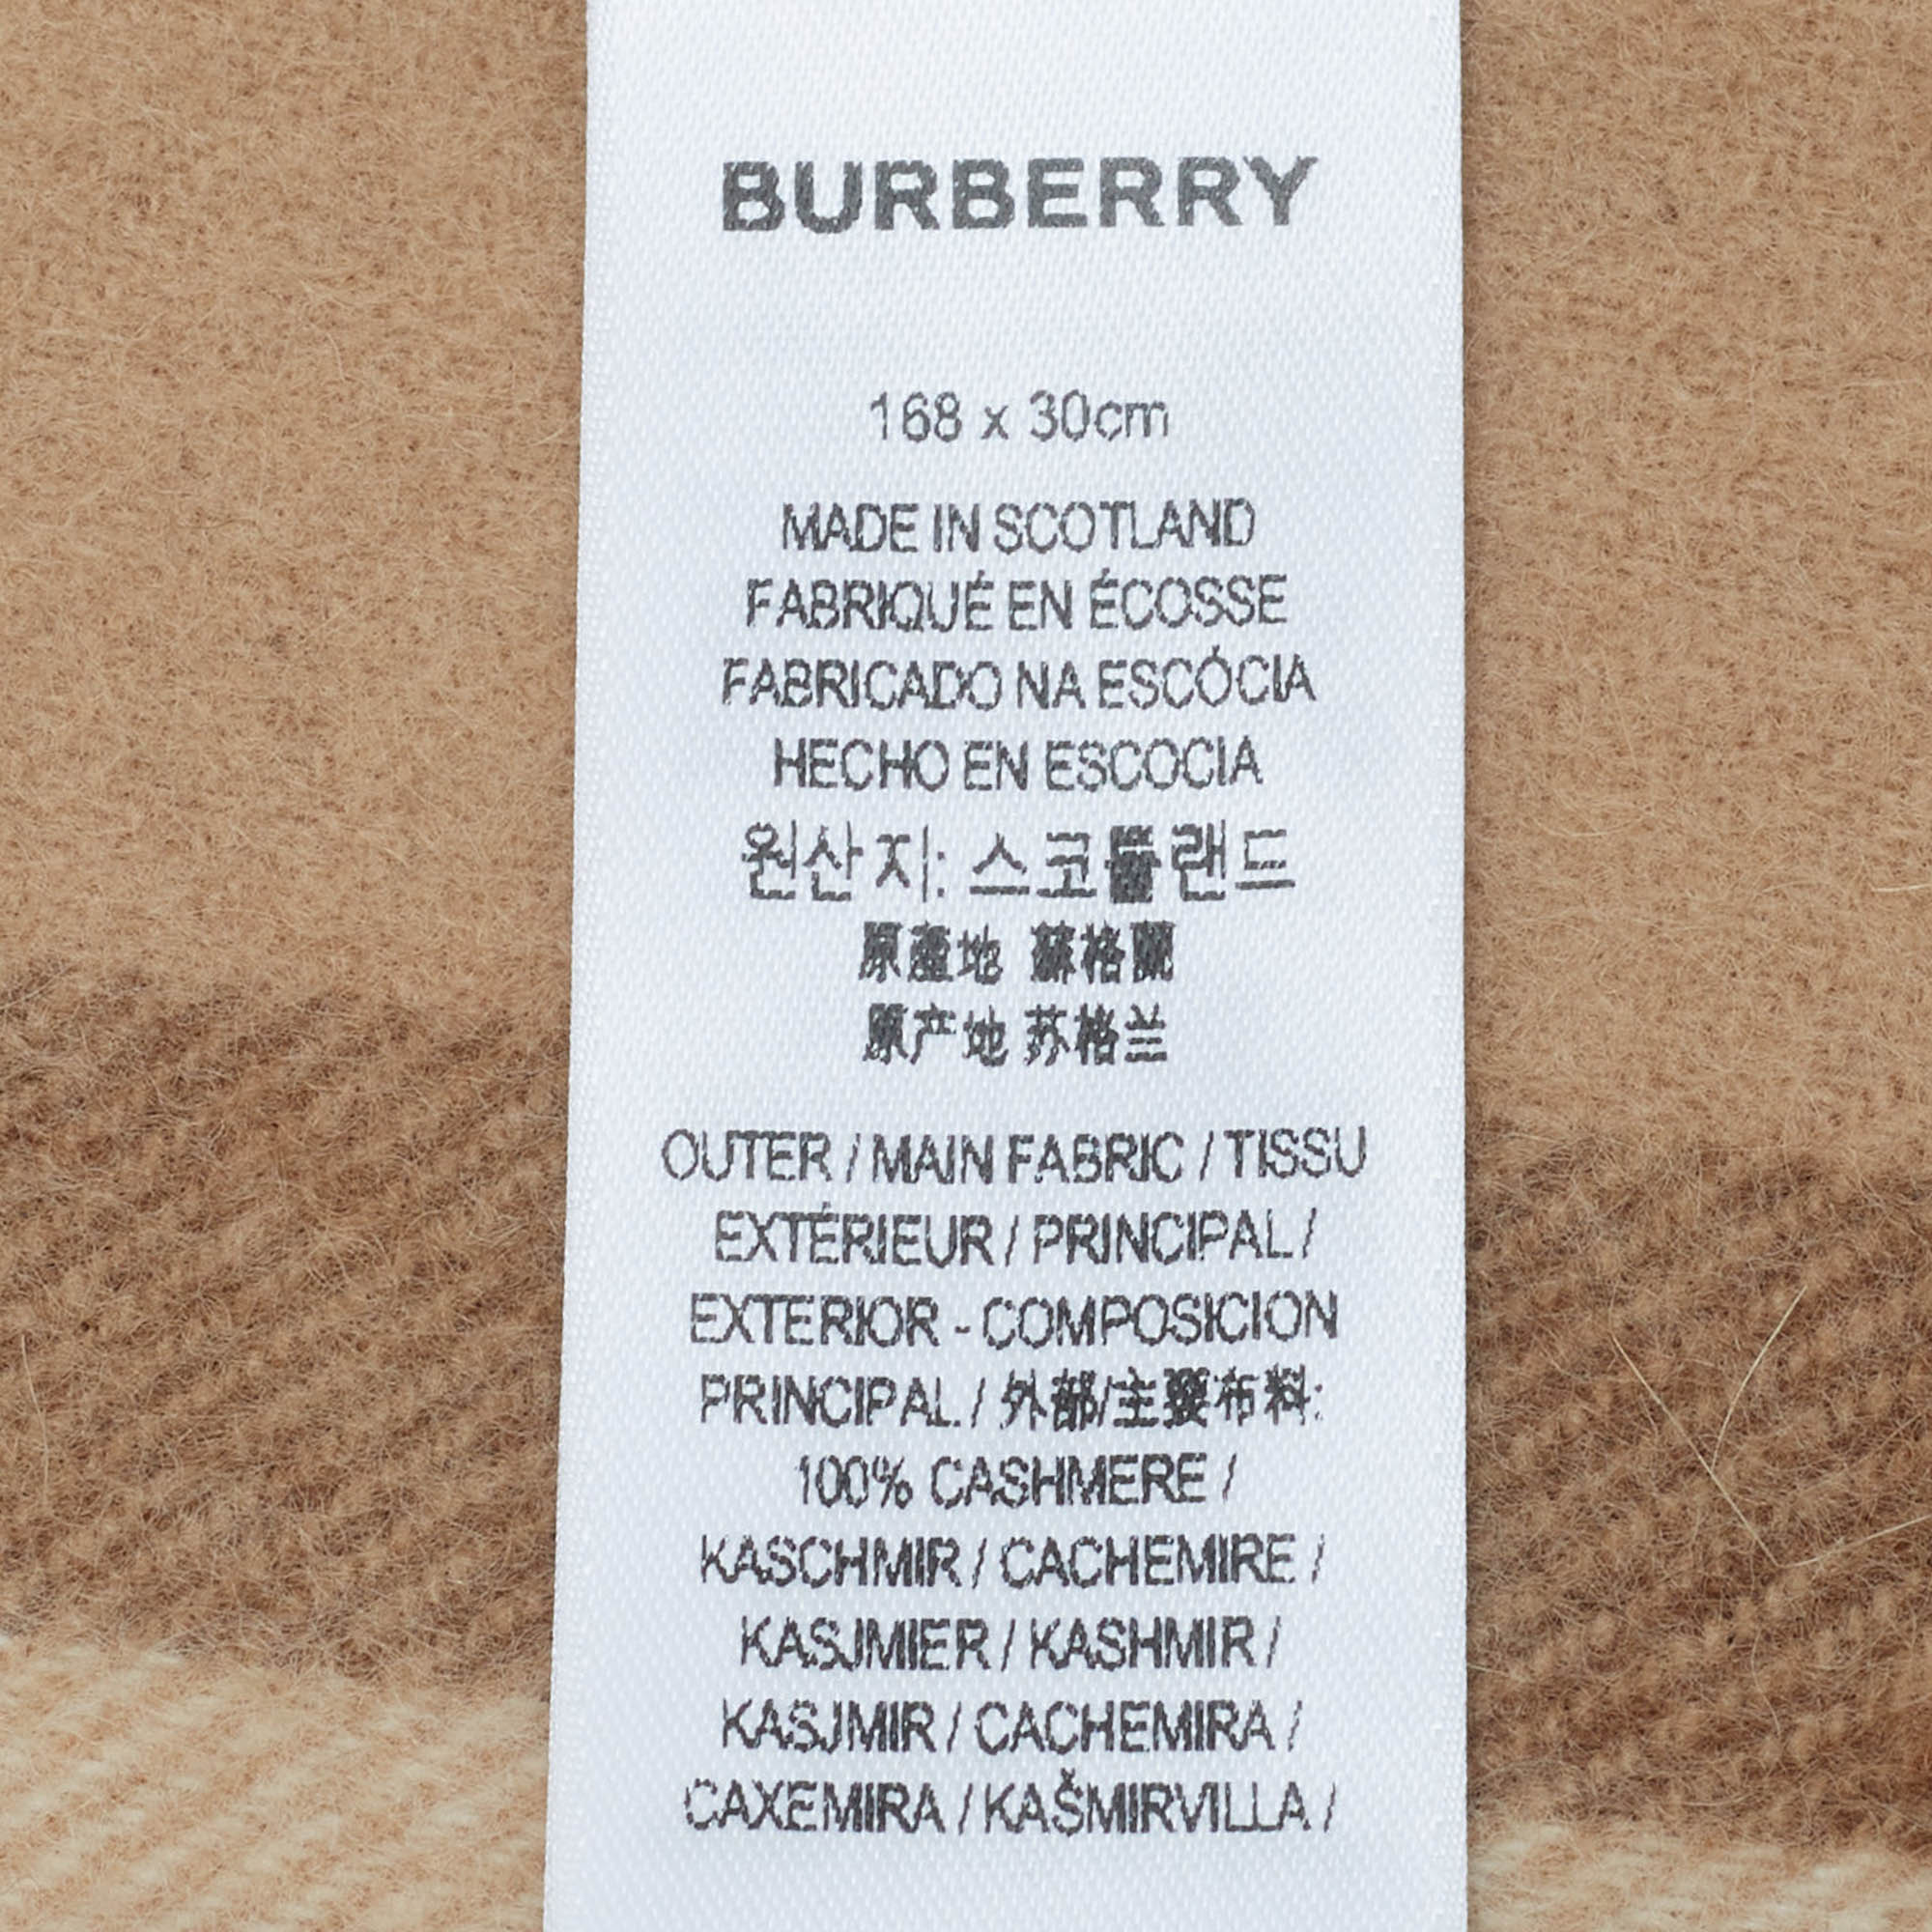 BURBERRY
168 x 30cm
MADE IN SCOTLAND
FABRIQUÉ EN ÉCOSSE
FABRICADO NA ESCÓCIA
HECHO EN ESCOCIA
원산지: 스코틀랜드
原產地 蘇格蘭
原产地 苏格兰
OUTER / MAIN FABRIC / TISSU
EXTÉRIEUR / PRINCIPAL /
EXTERIOR - COMPOSICION
PRINCIPAL / 外部/主要布料:
100% CASHMERE /
KASCHMIR / CACHEMIRE /
KASJMIER / KASHMIR /
KASJMIR / CACHEMIRA /
CAXEMIRA / KAŠMIRVILLA /